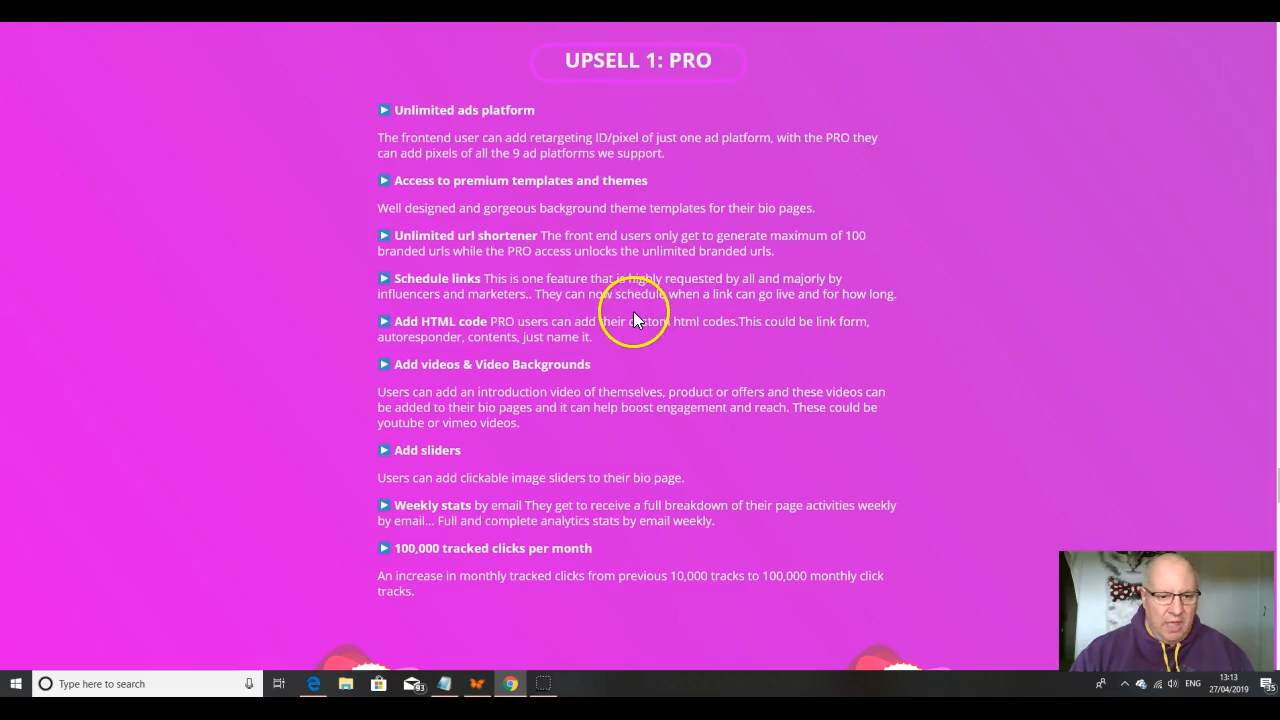 UPSELL 1: PRO
Unlimited ads platform
The frontend user can add retargeting ID/pixel of just one ad platform, with the PRO they
can add pixels of all the 9 ad platforms we support.
Access to premium templates and themes
Well designed and gorgeous background theme templates for their bio pages.
Unlimited url shortener The front end users only get to generate maximum of 100
branded urls while the PRO access unlocks the unlimited branded urls.
Schedule links This is one feature that is highly requested by all and majorly by
influencers and marketers.. They can now schedule when a link can go live and for how long.
Add HTML code PRO users can add their custom html codes.This could be link form,
autoresponder, contents, just name it.
Add videos & Video Backgrounds
Users can add an introduction video of themselves, product or offers and these videos can
be added to their bio pages and it can help boost engagement and reach. These could be
youtube or vimeo videos.
Add sliders
Users can add clickable image sliders to their bio page.
Weekly stats by email They get to receive a full breakdown of their page activities weekly
by email... Full and complete analytics stats by email weekly.
100,000 tracked clicks per month
An increase in monthly tracked clicks from previous 10,000 tracks to 100,000 monthly click
tracks.
Type here to search
93
ENG
13:13
27/04/2019
35